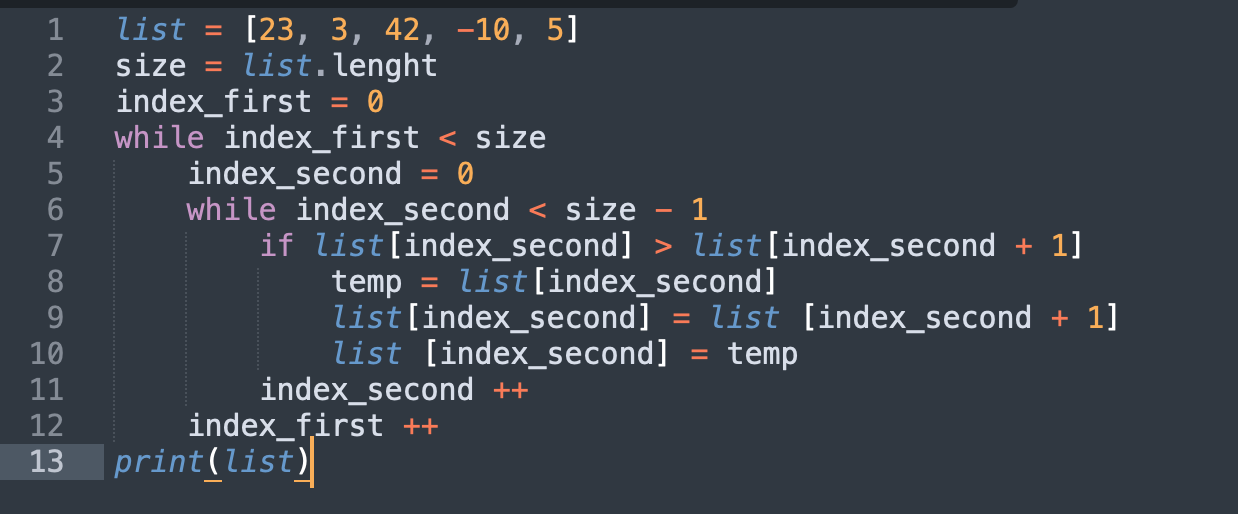 1 list = [23, 3, 42, −10, 5]
2 size = list.lenght
3 index_first = 0
4 while index_first < size
5     index_second = 0
6     while index_second < size − 1
7         if list[index_second] > list[index_second + 1]
8             temp = list[index_second]
9             list[index_second] = list [index_second + 1]
10             list [index_second] = temp
11         index_second ++
12     index_first ++
13 print(list)